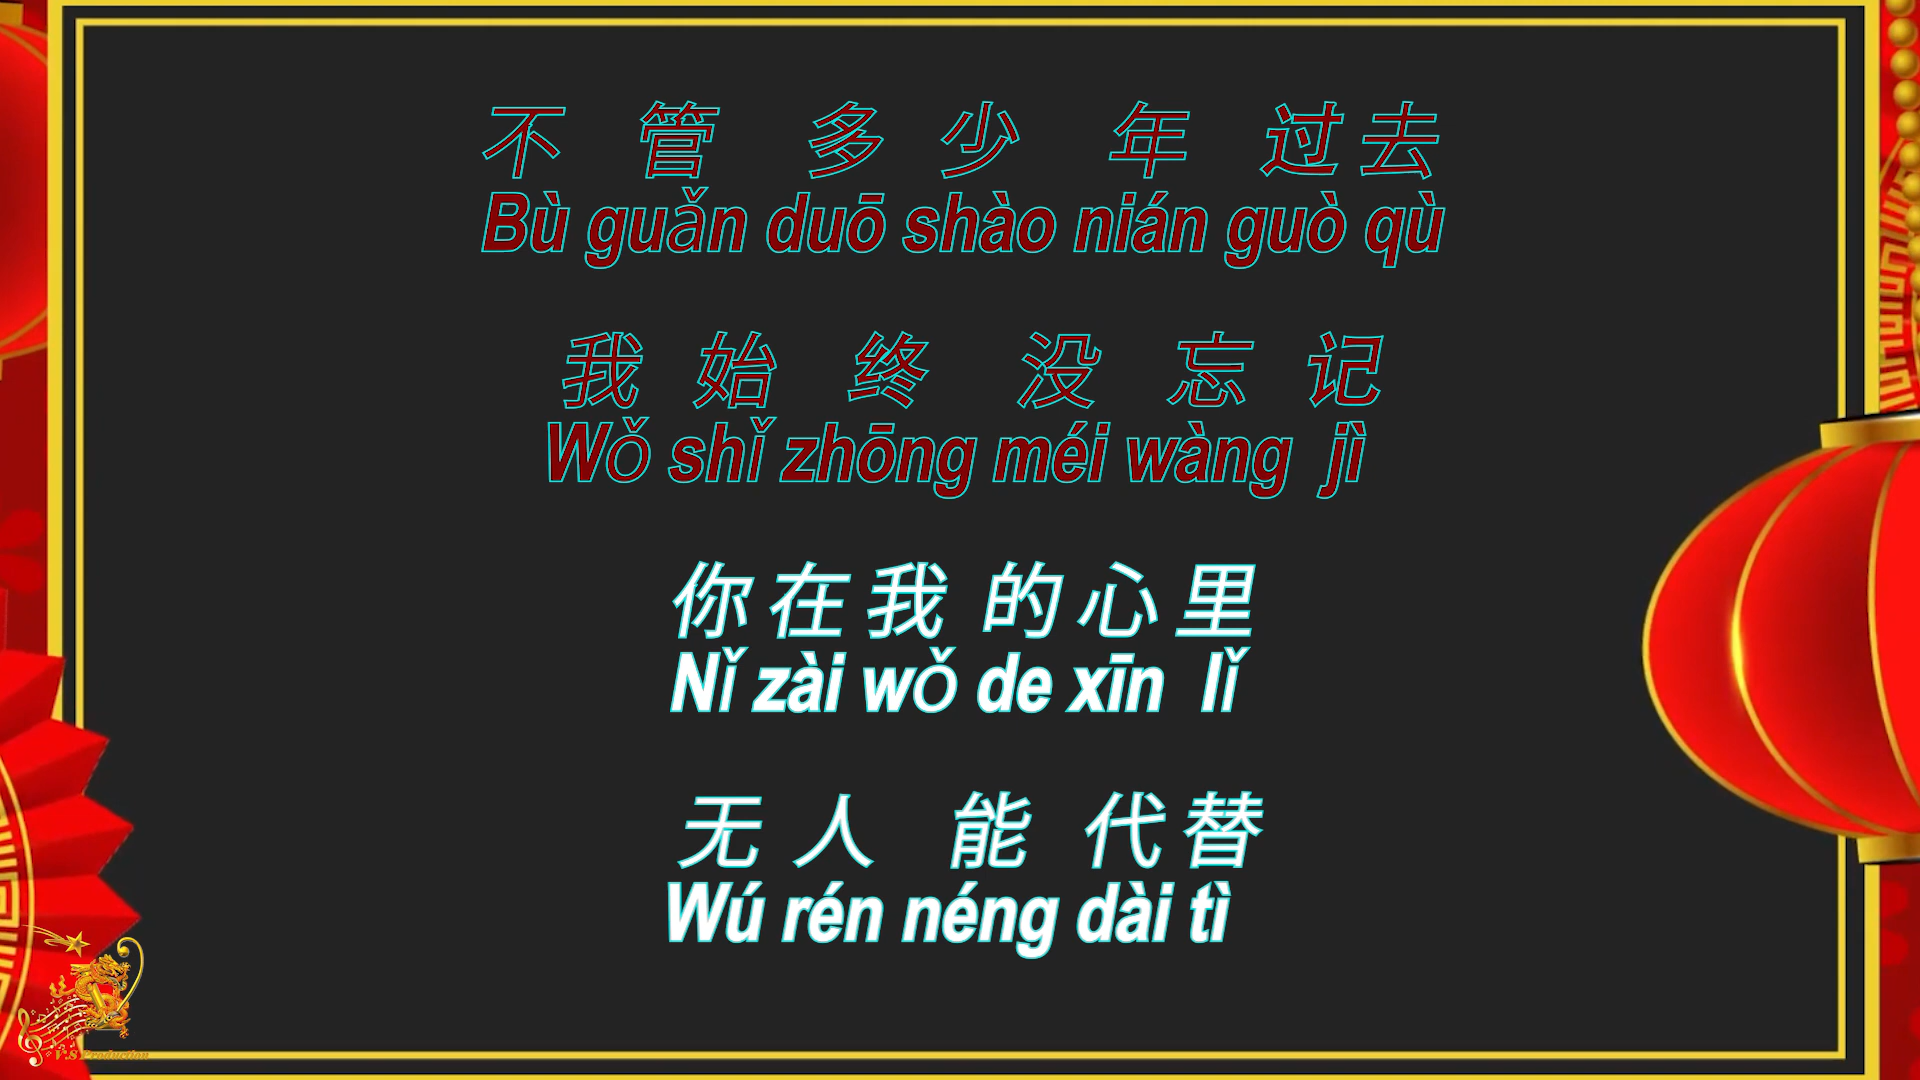 不 管 多 少 年 过 去
Bù guǎn duō shào nián guò qù
我 始 终 没 忘 记
Wǒ shǐ zhōng méi wàng jì
你 在 我 的 心 里
Nǐ zài wǒ de xīn lǐ
无 人 能 代 替
Wú rén néng dài tì
V.S Production